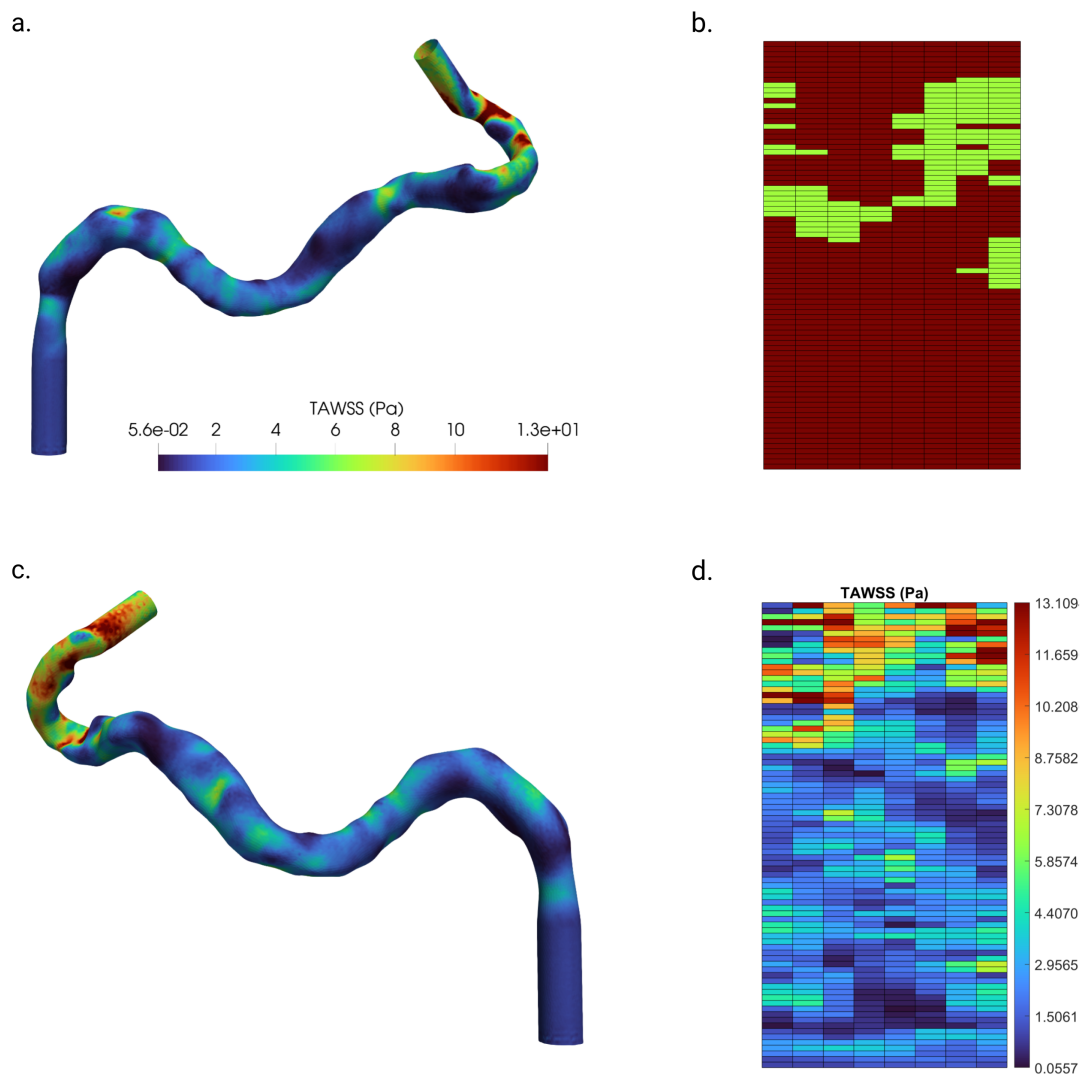 a.
b.
TAWSS (Pa)
5.6e-02 2 4 6 8 10 1.3e+01
c.
d.
TAWSS (Pa)
13.109
11.659
10.208
8.7582
7.3078
5.8574
4.4070
2.9565
1.5061
0.0557